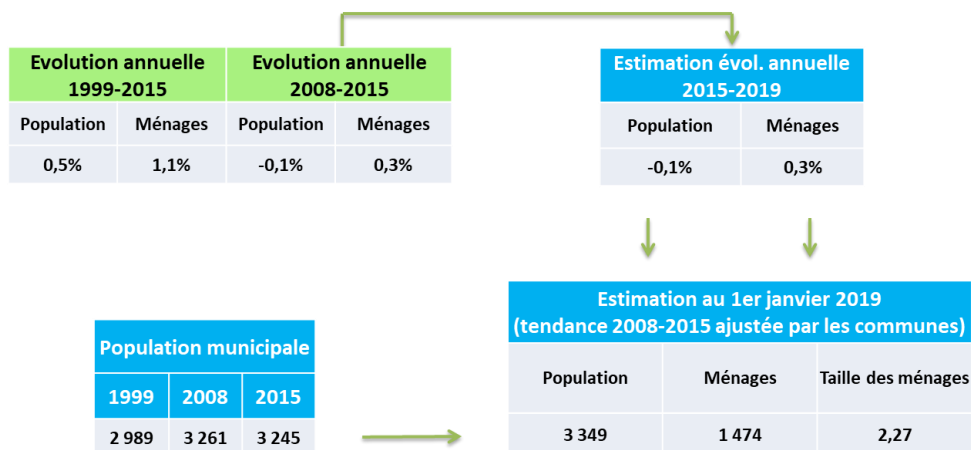 Evolution annuelle
1999-2015
Evolution annuelle
2008-2015
Population Ménages Population Ménages
0,5% 1,1% -0,1% 0,3%
Estimation évol. annuelle
2015-2019
Population Ménages
-0,1% 0,3%
Population municipale
1999 2008 2015
2 989 3 261 3 245
Estimation au 1er janvier 2019
(tendance 2008-2015 ajustée par les communes)
Population Ménages Taille des ménages
3 349 1 474 2,27